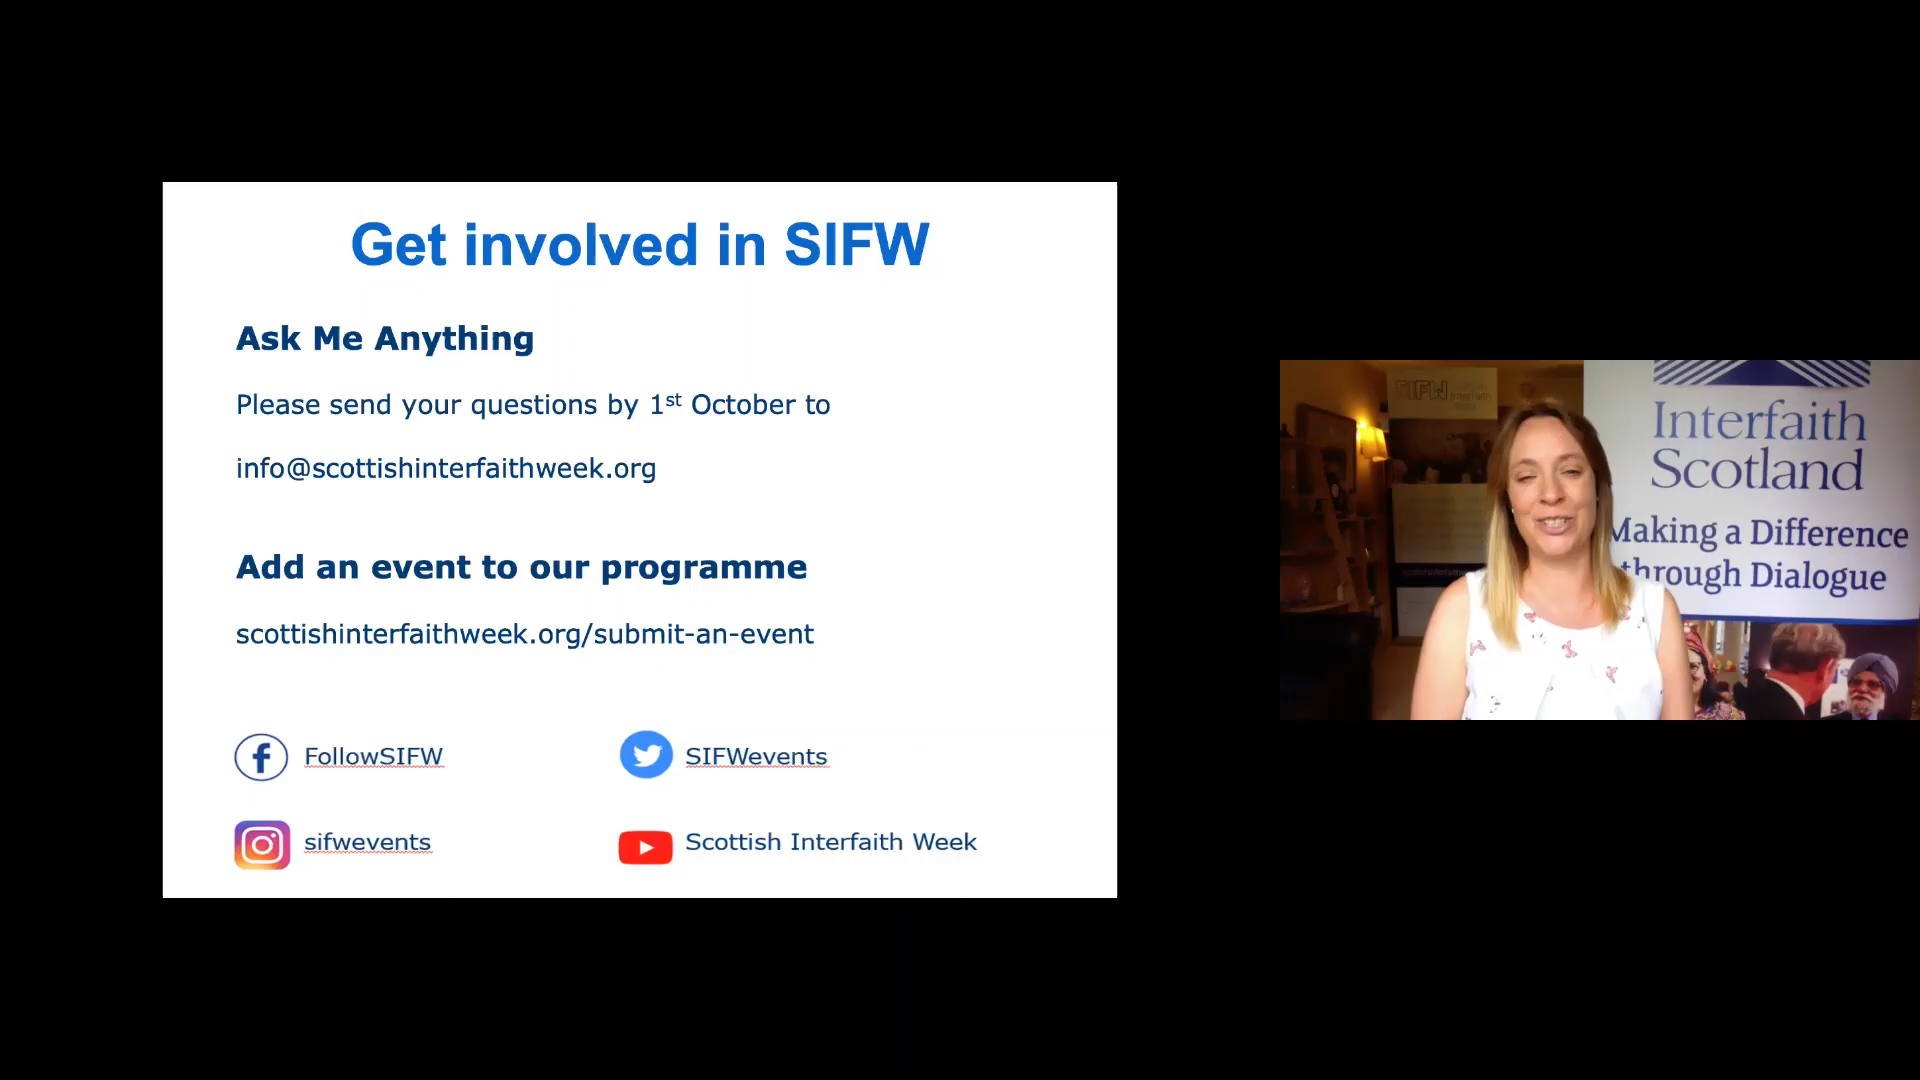 Get involved in SIFW
Ask Me Anything
Please send your questions by 1st October to
info@scottishinterfaithweek.org
Add an event to our programme
scottishinterfaithweek.org/submit-an-event
FollowSIFW
SIFWevents
sifwevents
Scottish Interfaith Week
SIFW
Interfaith
Scotland
Making a Difference
through Dialogue